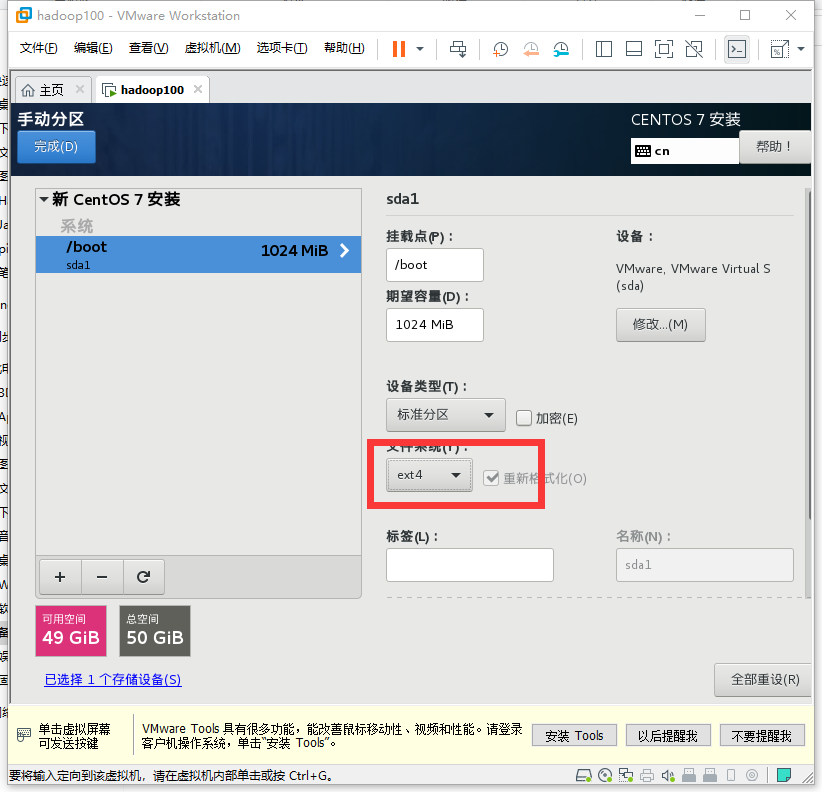 hadoop100 - VMware Workstation
文件(F) 编辑(E) 查看(V) 虚拟机(M) 选项卡(T) 帮助(H)
主页 hadoop100
手动分区
CENTOS 7 安装
完成(D)
cn
帮助！
新 CentOS 7 安装
系统
/boot
1024 MiB
sda1
sda1
挂载点(P)：
/boot
期望容量(D)：
1024 MiB
设备：
VMware, VMware Virtual S
(sda)
修改...(M)
设备类型(T)：
标准分区
加密(E)
文件系统(Y)：
ext4
重新格式化(O)
标签(L)：
名称(N)：
sda1
可用空间
49 GiB
总空间
50 GiB
已选择 1 个存储设备(S)
全部重设(R)
单击虚拟屏幕
可发送按键
VMware Tools 具有很多功能，能改善鼠标移动性、视频和性能。请登录
客户机操作系统，单击“安装 Tools”。
安装 Tools
以后提醒我
不要提醒我
要将输入定向到该虚拟机，请在虚拟机内部单击或按 Ctrl+G。